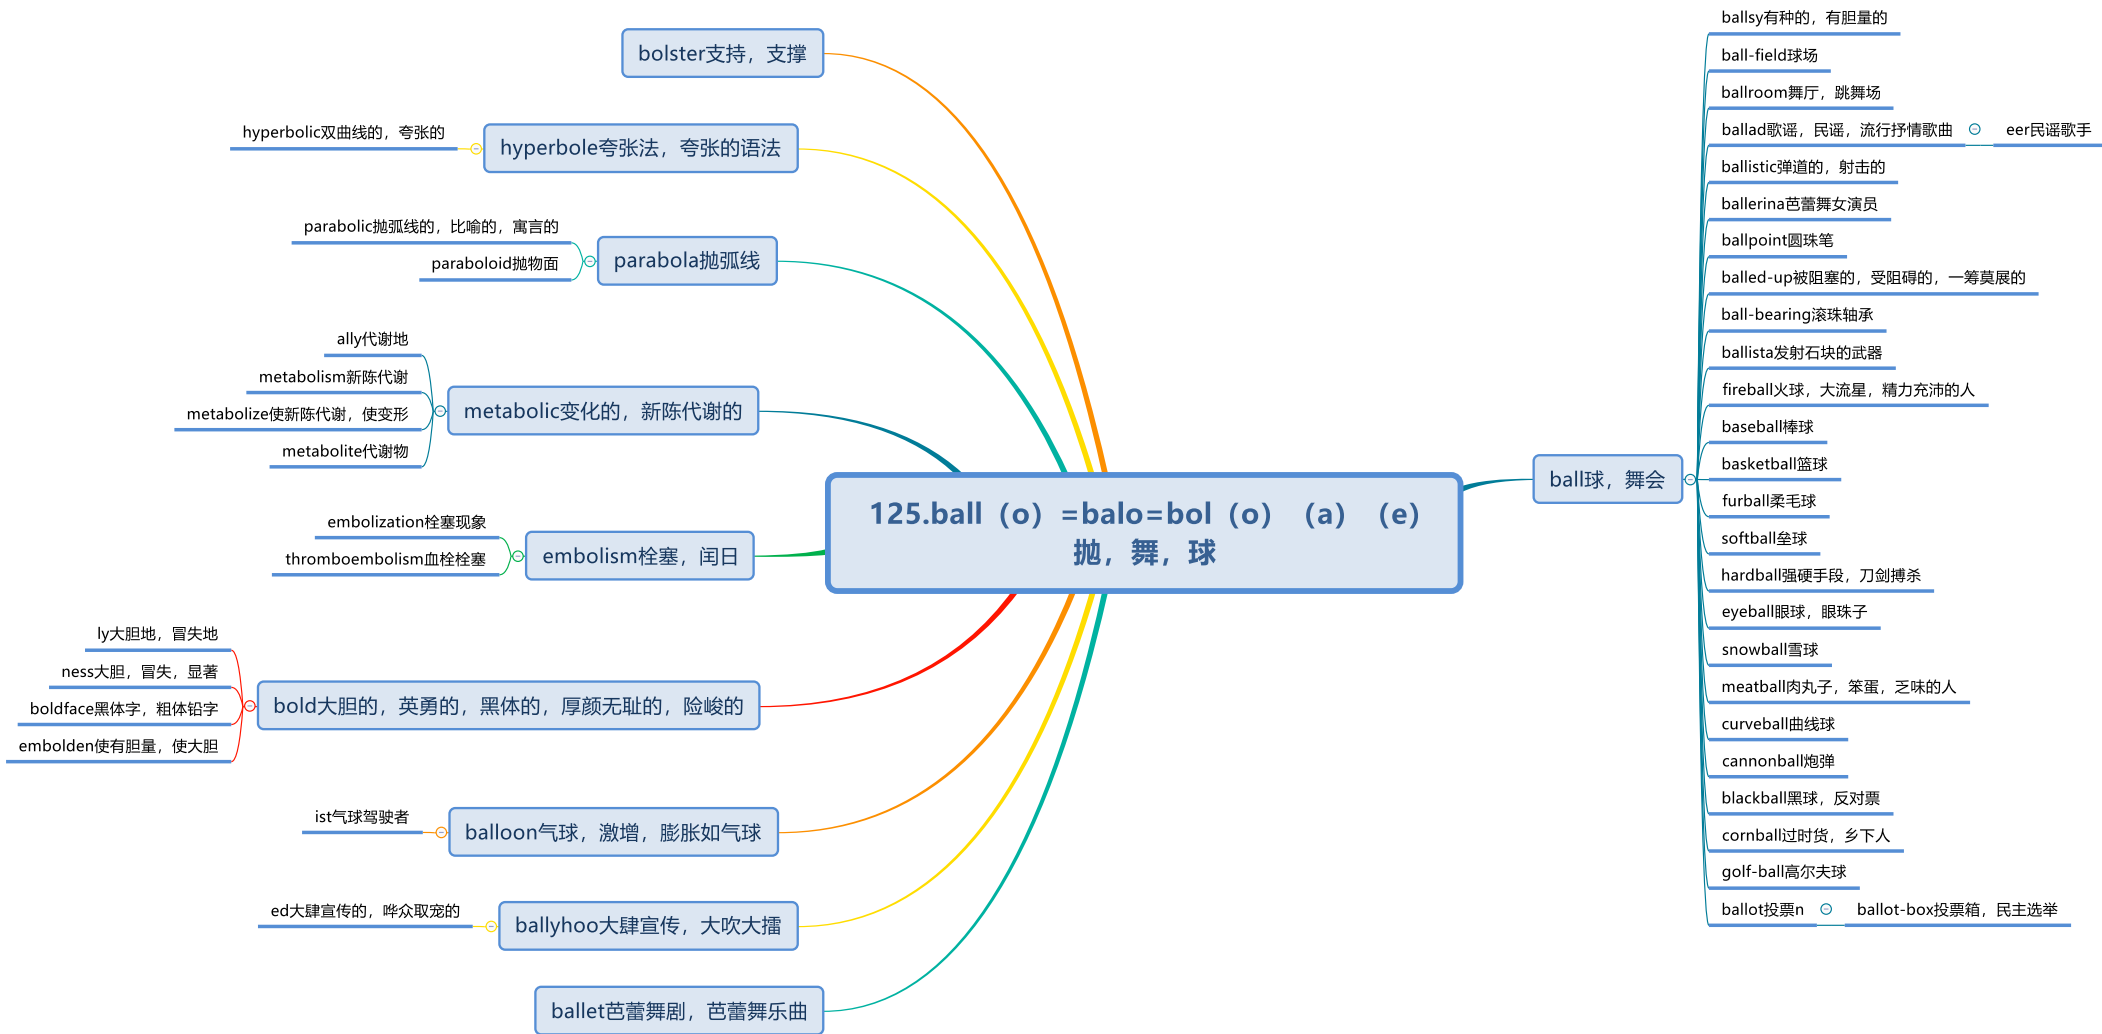 125.ball（o）=balo=bol（o）（a）（e）
抛，舞，球
ball球，舞会
ballsy有种的，有胆量的
ball-field球场
ballroom舞厅，跳舞场
ballad歌谣，民谣，流行抒情歌曲
eer民谣歌手
ballistic弹道的，射击的
ballerina芭蕾舞女演员
ballpoint圆珠笔
balled-up被阻塞的，受阻碍的，一筹莫展的
ball-bearing滚珠轴承
ballista发射石块的武器
fireball火球，大流星，精力充沛的人
baseball棒球
basketball篮球
furball柔毛球
softball垒球
hardball强硬手段，刀剑搏杀
eyeball眼球，眼珠子
snowball雪球
meatball肉丸子，笨蛋，乏味的人
curveball曲线球
cannonball炮弹
blackball黑球，反对票
cornball过时货，乡下人
golf-ball高尔夫球
ballot投票n
ballot-box投票箱，民主选举
bolster支持，支撑
hyperbole夸张法，夸张的语法
hyperbolic双曲线的，夸张的
parabola抛弧线
parabolic抛弧线的，比喻的，寓言的
paraboloid抛物面
metabolic变化的，新陈代谢的
ally代谢地
metabolism新陈代谢
metabolize使新陈代谢，使变形
metabolite代谢物
embolism栓塞，闰日
embolization栓塞现象
thromboembolism血栓栓塞
bold大胆的，英勇的，黑体的，厚颜无耻的，险峻的
ly大胆地，冒失地
ness大胆，冒失，显著
boldface黑体字，粗体铅字
embolden使有胆量，使大胆
balloon气球，激增，膨胀如气球
ist气球驾驶者
ballyhoo大肆宣传，大吹大擂
ed大肆宣传的，哗众取宠的
ballet芭蕾舞剧，芭蕾舞乐曲